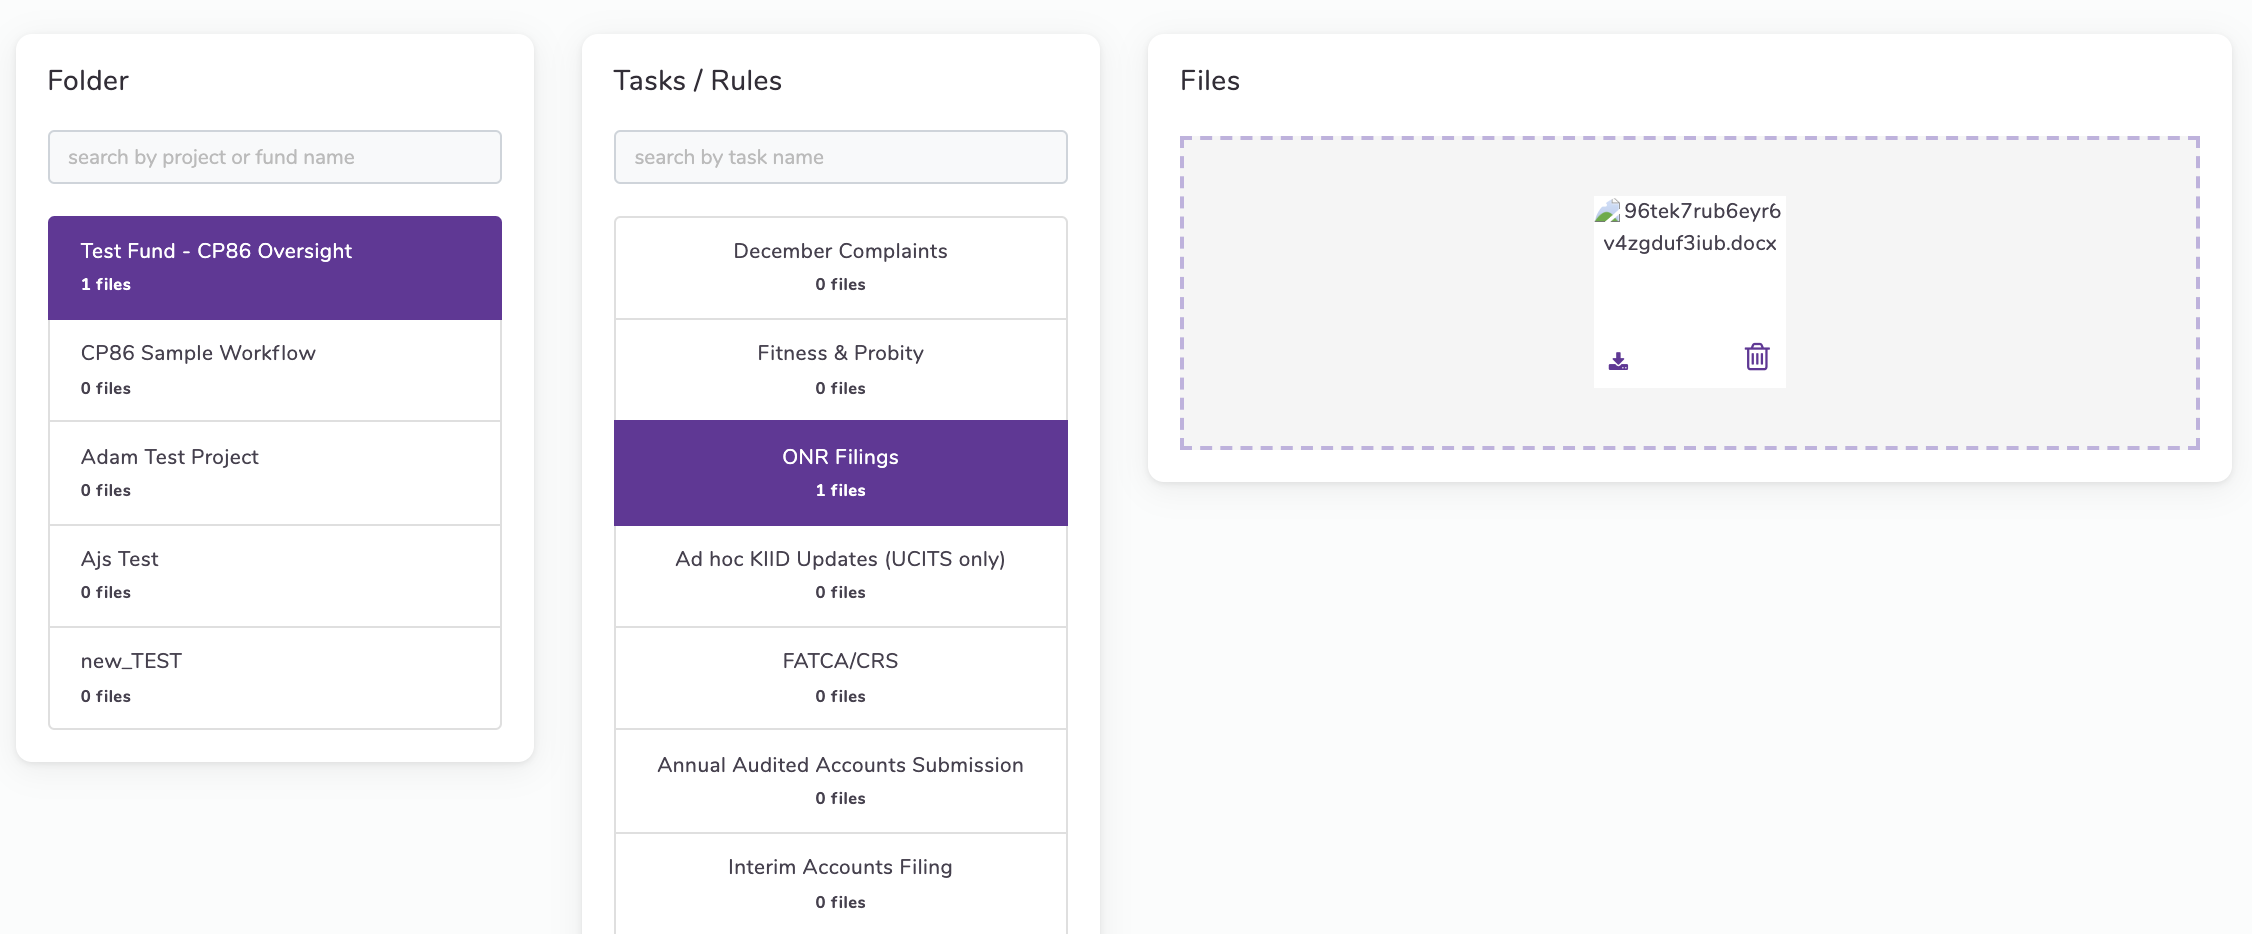 Folder
search by project or fund name
Test Fund - CP86 Oversight
1 files
CP86 Sample Workflow
0 files
Adam Test Project
0 files
Ajs Test
0 files
new_TEST
0 files
Tasks / Rules
search by task name
December Complaints
0 files
Fitness & Probity
0 files
ONR Filings
1 files
Ad hoc KIID Updates (UCITS only)
0 files
FATCA/CRS
0 files
Annual Audited Accounts Submission
0 files
Interim Accounts Filing
0 files
Files
96tek7rub6eyr6
v4zgduf3iub.docx